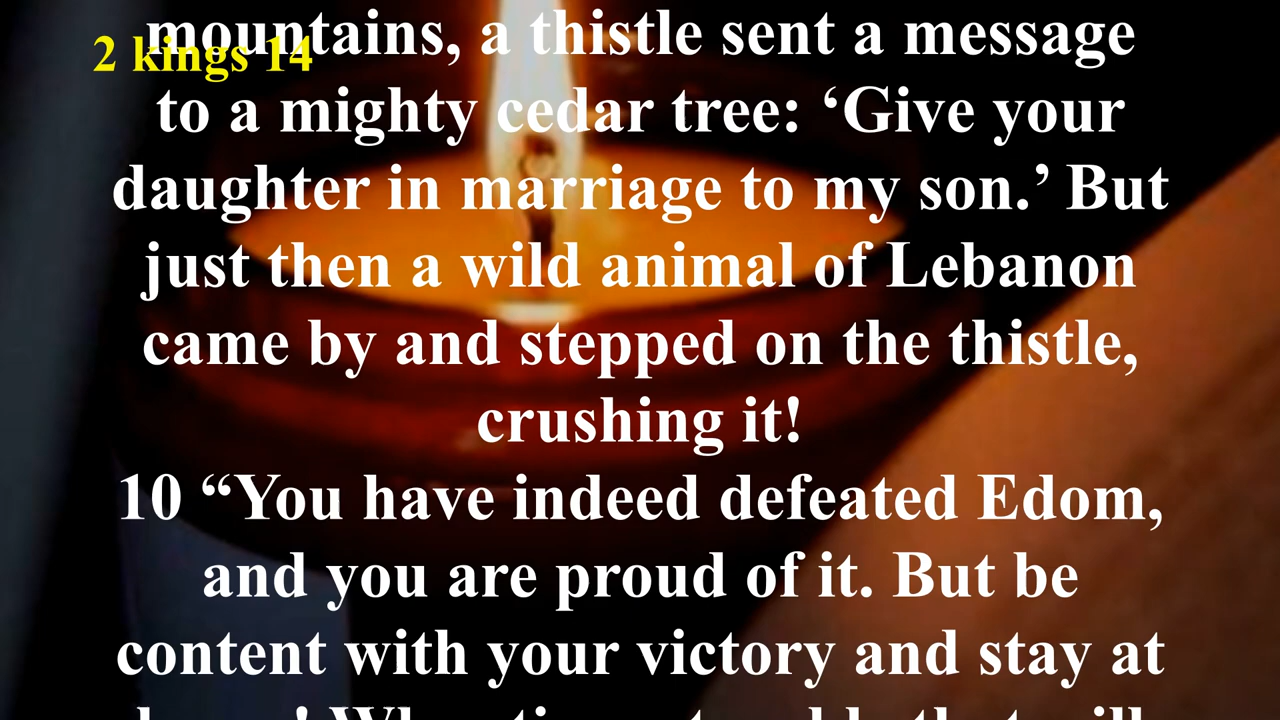 mountains, a thistle sent a message
2 kings 14
to a mighty cedar tree: ‘Give your
daughter in marriage to my son.’ But
just then a wild animal of Lebanon
came by and stepped on the thistle,
crushing it!
10 “You have indeed defeated Edom,
and you are proud of it. But be
content with your victory and stay at